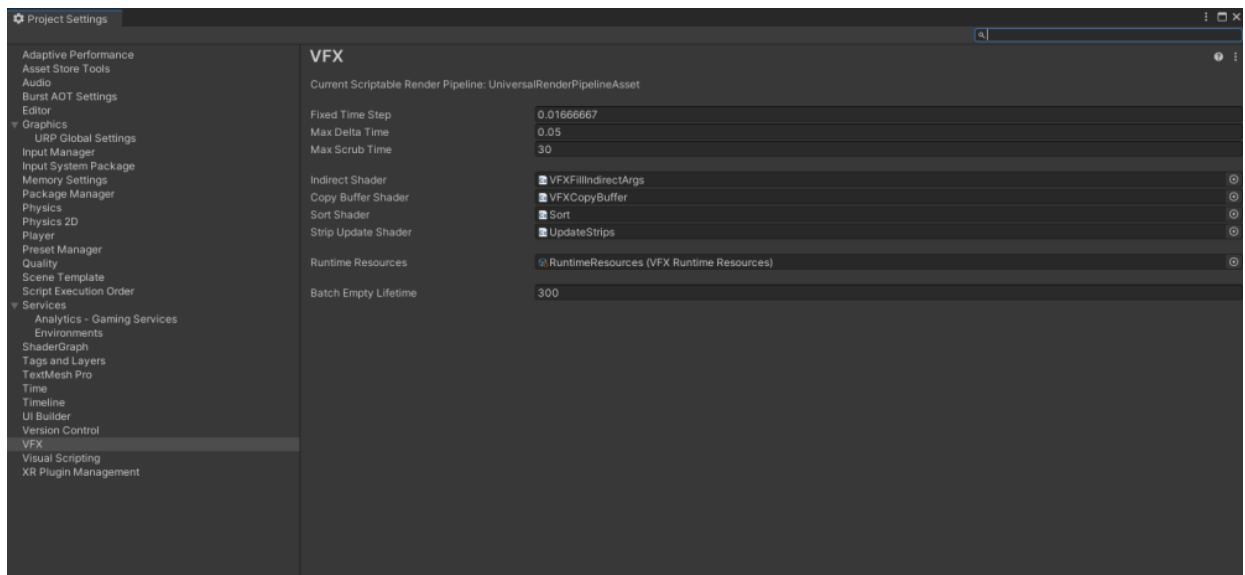 Project Settings
Adaptive Performance
Asset Store Tools
Audio
Burst AOT Settings
Editor
Graphics
URP Global Settings
Input Manager
Input System Package
Memory Settings
Package Manager
Physics
Physics 2D
Player
Preset Manager
Quality
Scene Template
Script Execution Order
Services
Analytics - Gaming Services
Environments
ShaderGraph
Tags and Layers
TextMesh Pro
Time
Timeline
UI Builder
Version Control
VFX
Visual Scripting
XR Plugin Management
VFX
Current Scriptable Render Pipeline: UniversalRenderPipelineAsset
Fixed Time Step 0.01666667
Max Delta Time 0.05
Max Scrub Time 30
Indirect Shader VFXFillIndirectArgs
Copy Buffer Shader VFXCopyBuffer
Sort Shader Sort
Strip Update Shader UpdateStrips
Runtime Resources RuntimeResources (VFX Runtime Resources)
Batch Empty Lifetime 300